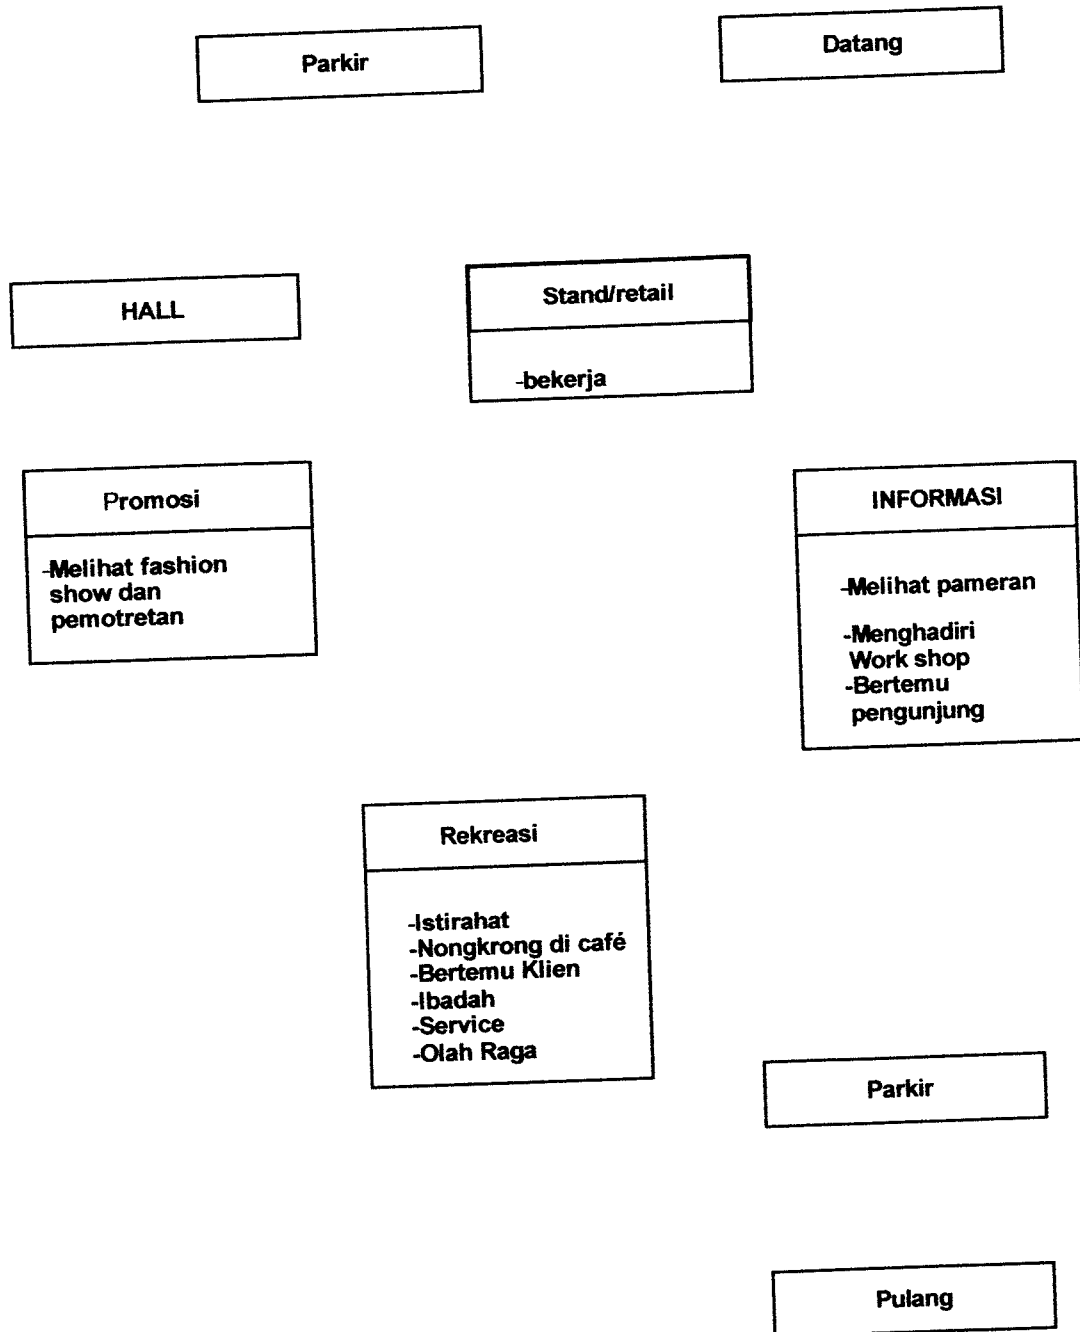 Parkir
Datang
HALL
Stand/retail
-bekerja
Promosi
-Melihat fashion
show dan
pemotretan
INFORMASI
-Melihat pameran
-Menghadiri
Work shop
-Bertemu
pengunjung
Rekreasi
-Istirahat
-Nongkrong di café
-Bertemu Klien
-Ibadah
-Service
-Olah Raga
Parkir
Pulang